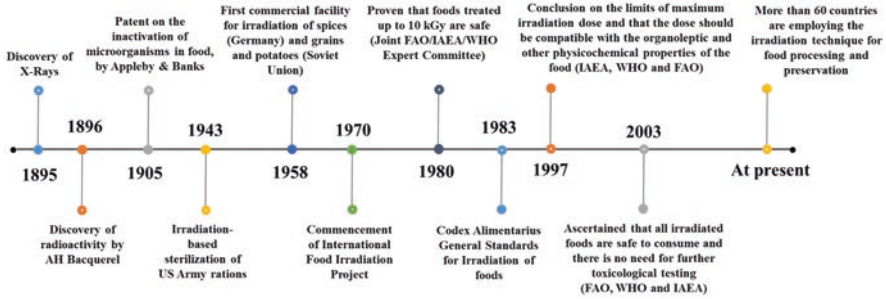 Discovery of
X-Rays
Patent on the
inactivation of
microorganisms in food,
by Appleby & Banks
First commercial facility
for irradiation of spices
(Germany) and grains
and potatoes (Soviet
Union)
Proven that foods treated
up to 10 kGy are safe
(Joint FAO/IAEA/WHO
Expert Committee)
Conclusion on the limits of maximum
irradiation dose and that the dose should
be compatible with the organoleptic and
other physicochemical properties of the
food (IAEA, WHO and FAO)
More than 60 countries
are employing the
irradiation technique for
food processing and
preservation
1896
1943
1970
1983
2003
1895
1905
1958
1980
1997
At present
Discovery of
radioactivity by
AH Bacquerel
Irradiation-
based
sterilization of
US Army rations
Commencement
of International
Food Irradiation
Project
Codex Alimentarius
General Standards
for Irradiation of
foods
Ascertained that all irradiated
foods are safe to consume and
there is no need for further
toxicological testing
(FAO, WHO and IAEA)